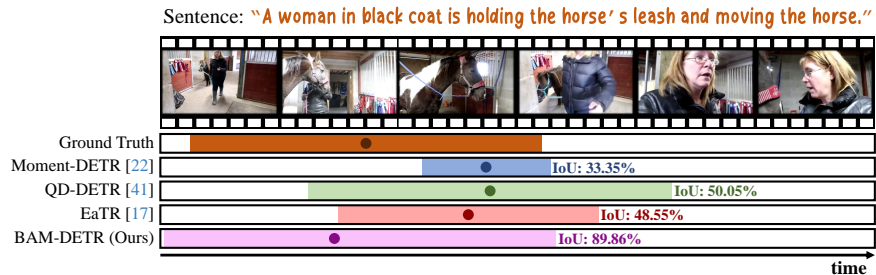 Sentence: “A woman in black coat is holding the horse’s leash and moving the horse.”
Ground Truth
Moment-DETR [22] IoU: 33.35%
QD-DETR [41] IoU: 50.05%
EaTR [17] IoU: 48.55%
BAM-DETR (Ours) IoU: 89.86%
time